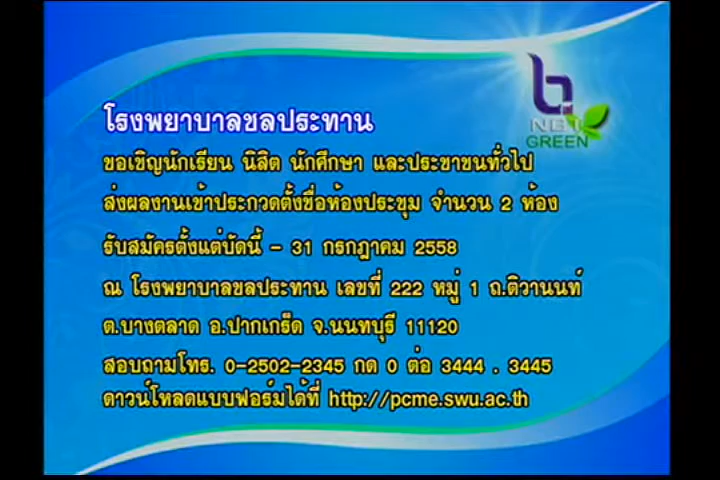 NBT
GREEN
โรงพยาบาลชลประทาน
ขอเชิญนักเรียน นิสิต นักศึกษา และประชาชนทั่วไป
ส่งผลงานเข้าประกวดตั้งชื่อห้องประชุม จำนวน 2 ห้อง
รับสมัครตั้งแต่บัดนี้ - 31 กรกฎาคม 2558
ณ โรงพยาบาลชลประทาน เลขที่ 222 หมู่ 1 ถ.ติวานนท์
ต.บางตลาด อ.ปากเกร็ด จ.นนทบุรี 11120
สอบถามโทร. 0-2502-2345 กด 0 ต่อ 3444 . 3445
ดาวน์โหลดแบบฟอร์มได้ที่ http://pcme.swu.ac.th